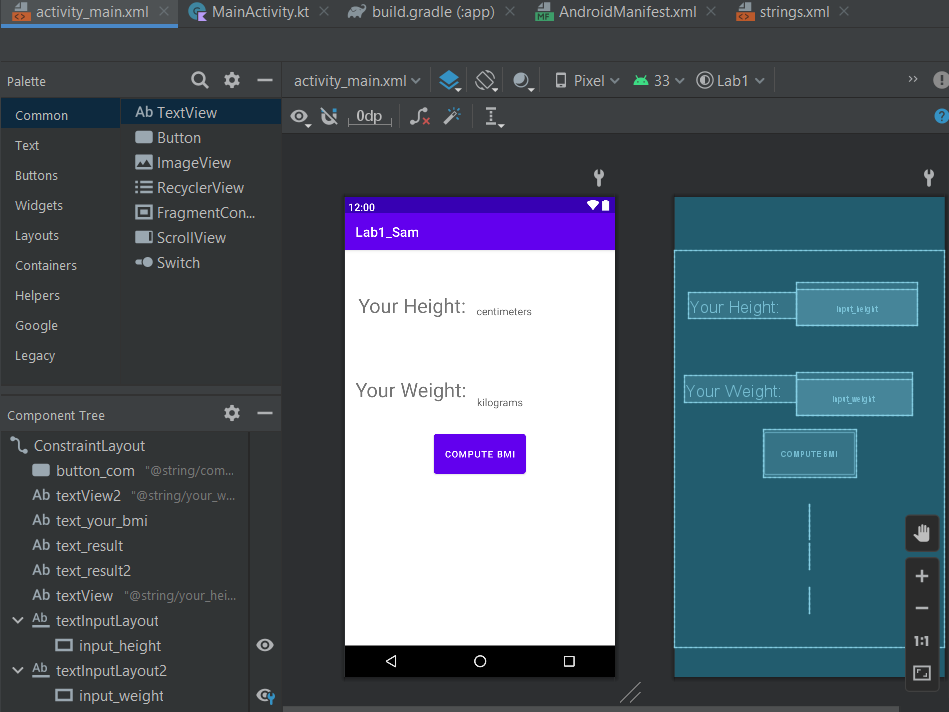 activity_main.xml MainActivity.kt build.gradle (:app) AndroidManifest.xml strings.xml
Palette
activity_main.xml Pixel 33 Lab1 »
Common
Text
Buttons
Widgets
Layouts
Containers
Helpers
Google
Legacy
Ab TextView
Button
ImageView
RecyclerView
FragmentCon...
ScrollView
Switch
0dp
12:00
Lab1_Sam
Your Height: centimeters
Your Weight: kilograms
COMPUTE BMI
Your Height: input_height
Your Weight: input_weight
COMPUTE BMI
1:1
Component Tree
ConstraintLayout
button_com "@string/com...
Ab textView2 "@string/your_w...
Ab text_your_bmi
Ab text_result
Ab text_result2
Ab textView "@string/your_hei...
Ab textInputLayout
input_height
Ab textInputLayout2
input_weight